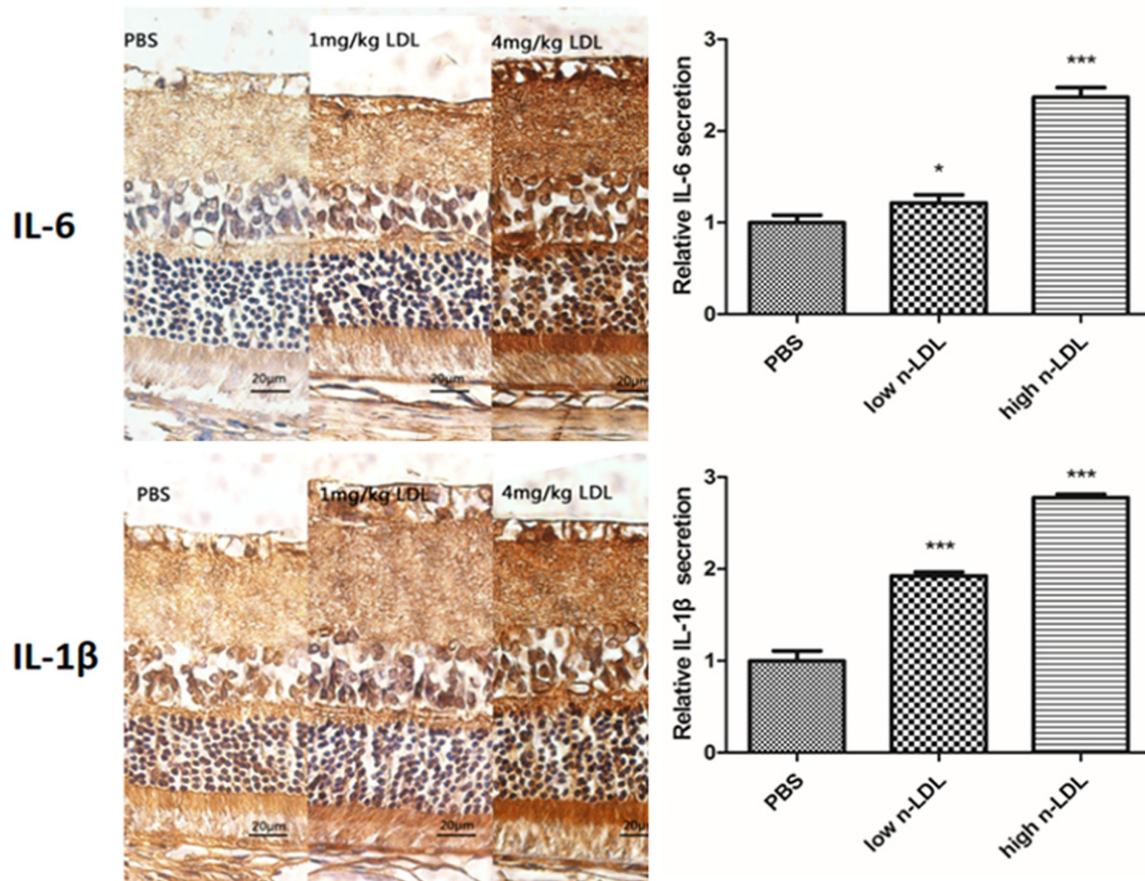 IL-6
PBS
1mg/kg LDL
4mg/kg LDL
20μm
20μm
20μm
Relative IL-6 secretion
3
2
1
0
*
***
PBS
low n-LDL
high n-LDL
IL-1β
PBS
1mg/kg LDL
4mg/kg LDL
20μm
20μm
20μm
Relative IL-1β secretion
3
2
1
0
***
***
PBS
low n-LDL
high n-LDL